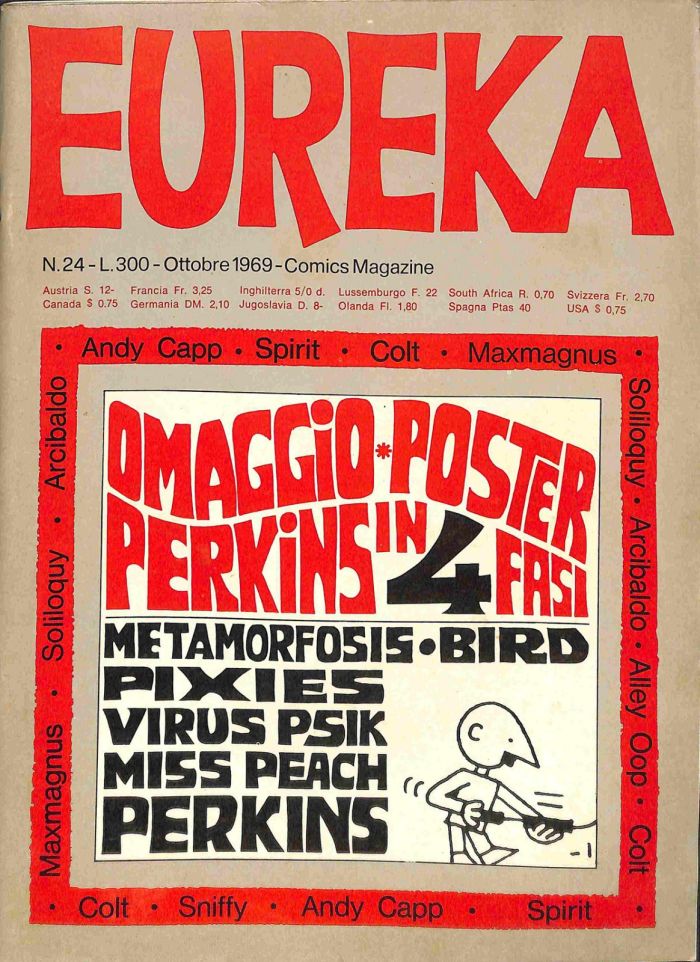 EUREKA
N.24-L.300-Ottobre 1969-Comics Magazine
Austria S. 12- Francia Fr. 3,25 Inghilterra 5/0 d. Lussemburgo F. 22 South Africa R. 0,70 Svizzera Fr. 2,70
Canada $ 0.75 Germania DM. 2,10 Jugoslavia D. 8- Olanda Fl. 1,80 Spagna Ptas 40 USA $ 0,75
• Andy Capp • Spirit • Colt • Maxmagnus •
Soliloquy • Arcibaldo • Alley Oop • Colt •
Maxmagnus • Soliloquy • Arcibaldo
OMAGGiO * POSTER
PERKiNS IN 4 FASI
METAMORFOSIS • BIRD
PIXIES
VIRUS PSIK
MISS PEACH
PERKINS
• Colt • Sniffy • Andy Capp • Spirit •